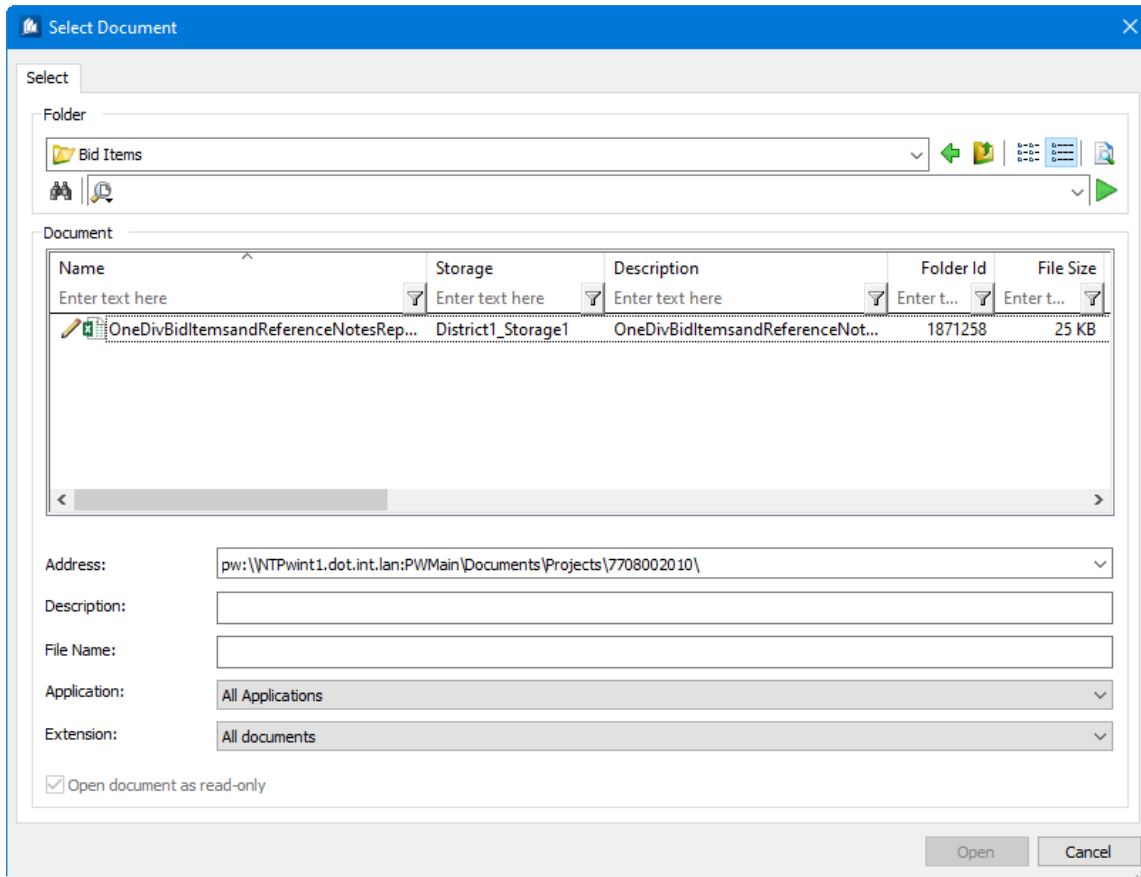 Select Document
Select
Folder
Bid Items
Document
Name Storage Description Folder Id File Size
Enter text here Enter text here Enter text here Enter t... Enter t...
OneDivBidItemsandReferenceNotesRep... District1_Storage1 OneDivBidItemsandReferenceNot... 1871258 25 KB
Address: pw:\\NTPwint1.dot.int.lan:PWMain\Documents\Projects\7708002010\
Description:
File Name:
Application: All Applications
Extension: All documents
Open document as read-only
Open Cancel